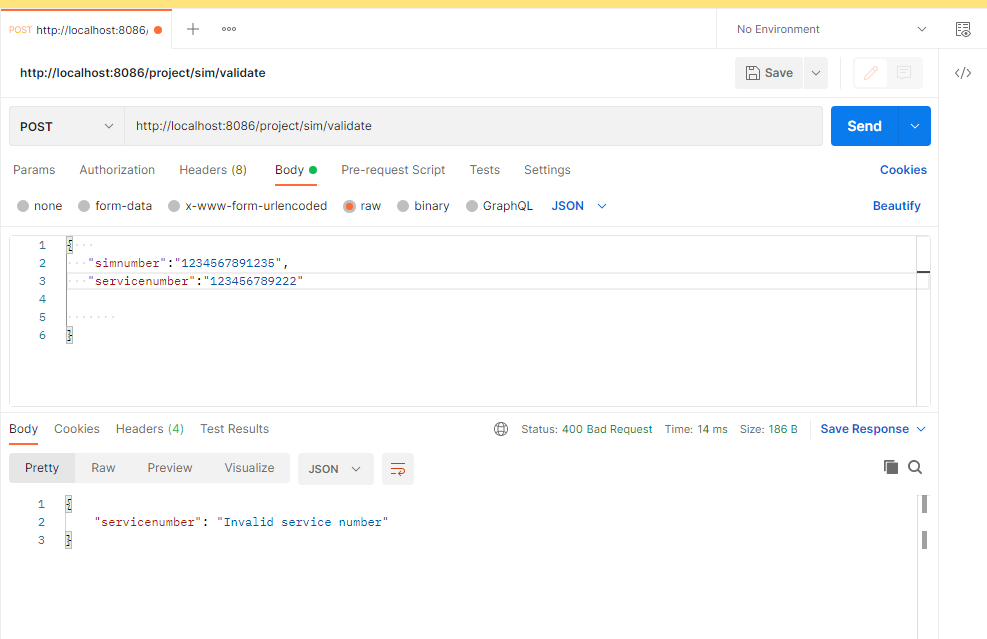 POST http://localhost:8086/
No Environment
http://localhost:8086/project/sim/validate
Save
POST
http://localhost:8086/project/sim/validate
Send
Params Authorization Headers (8) Body Pre-request Script Tests Settings Cookies
none form-data x-www-form-urlencoded raw binary GraphQL JSON Beautify
1 {
2 "simnumber":"1234567891235",
3 "servicenumber":"123456789222"
4
5
6 }
Body Cookies Headers (4) Test Results Status: 400 Bad Request Time: 14 ms Size: 186 B Save Response
Pretty Raw Preview Visualize JSON
1 {
2 "servicenumber": "Invalid service number"
3 }